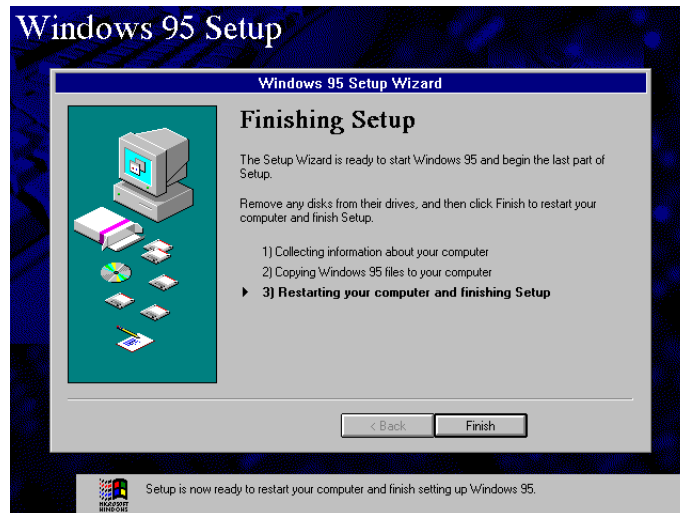 Windows 95 Setup
Windows 95 Setup Wizard
Finishing Setup
The Setup Wizard is ready to start Windows 95 and begin the last part of
Setup.
Remove any disks from their drives, and then click Finish to restart your
computer and finish Setup.
1) Collecting information about your computer
2) Copying Windows 95 files to your computer
3) Restarting your computer and finishing Setup
< Back
Finish
Setup is now ready to restart your computer and finish setting up Windows 95.
MICROSOFT
WINDOWS